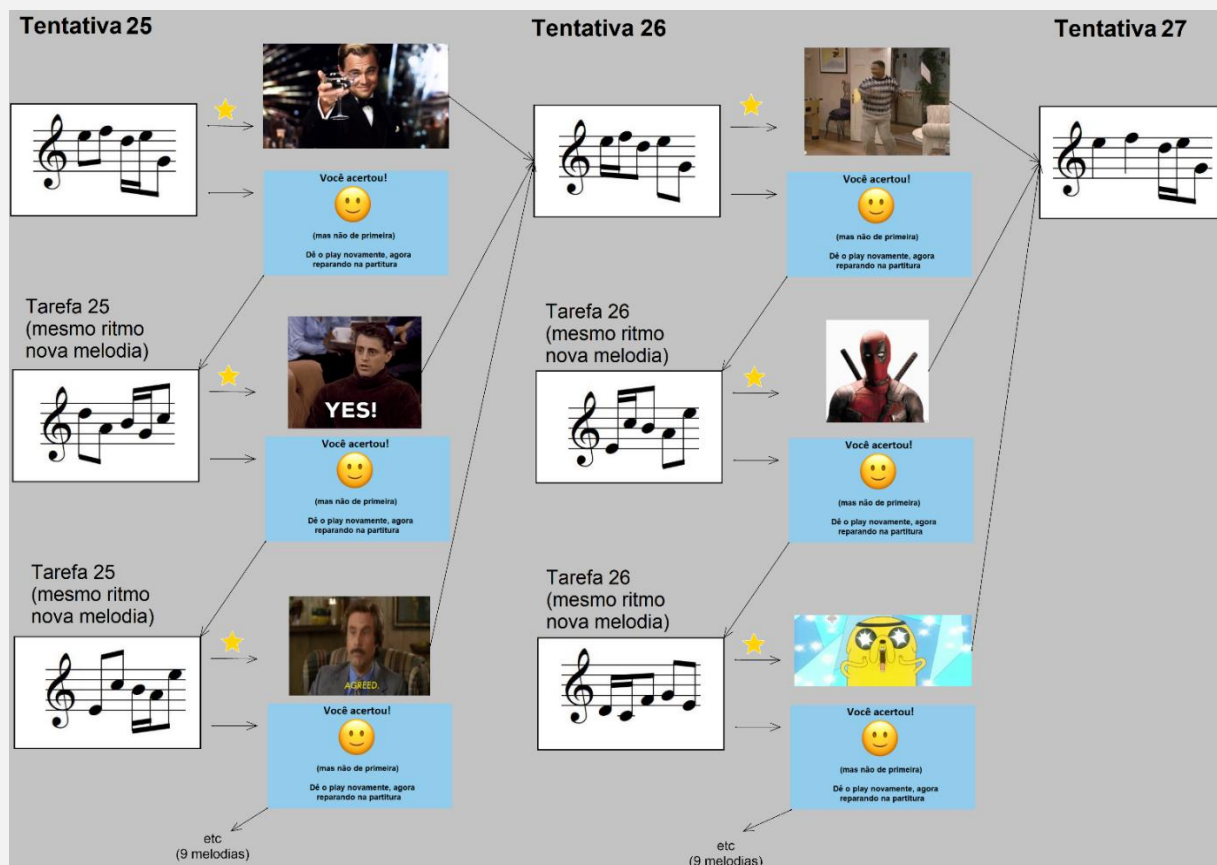 Tentativa 25
Tentativa 26
Tentativa 27
Você acertou!
(mas não de primeira)
Dê o play novamente, agora
reparando na partitura
Você acertou!
(mas não de primeira)
Dê o play novamente, agora
reparando na partitura
Tarefa 25
(mesmo ritmo
nova melodia)
YES!
Tarefa 26
(mesmo ritmo
nova melodia)
Você acertou!
(mas não de primeira)
Dê o play novamente, agora
reparando na partitura
Você acertou!
(mas não de primeira)
Dê o play novamente, agora
reparando na partitura
Tarefa 25
(mesmo ritmo
nova melodia)
AGREED.
Tarefa 26
(mesmo ritmo
nova melodia)
Você acertou!
(mas não de primeira)
Dê o play novamente, agora
reparando na partitura
Você acertou!
(mas não de primeira)
Dê o play novamente, agora
reparando na partitura
etc
(9 melodias)
etc
(9 melodias)